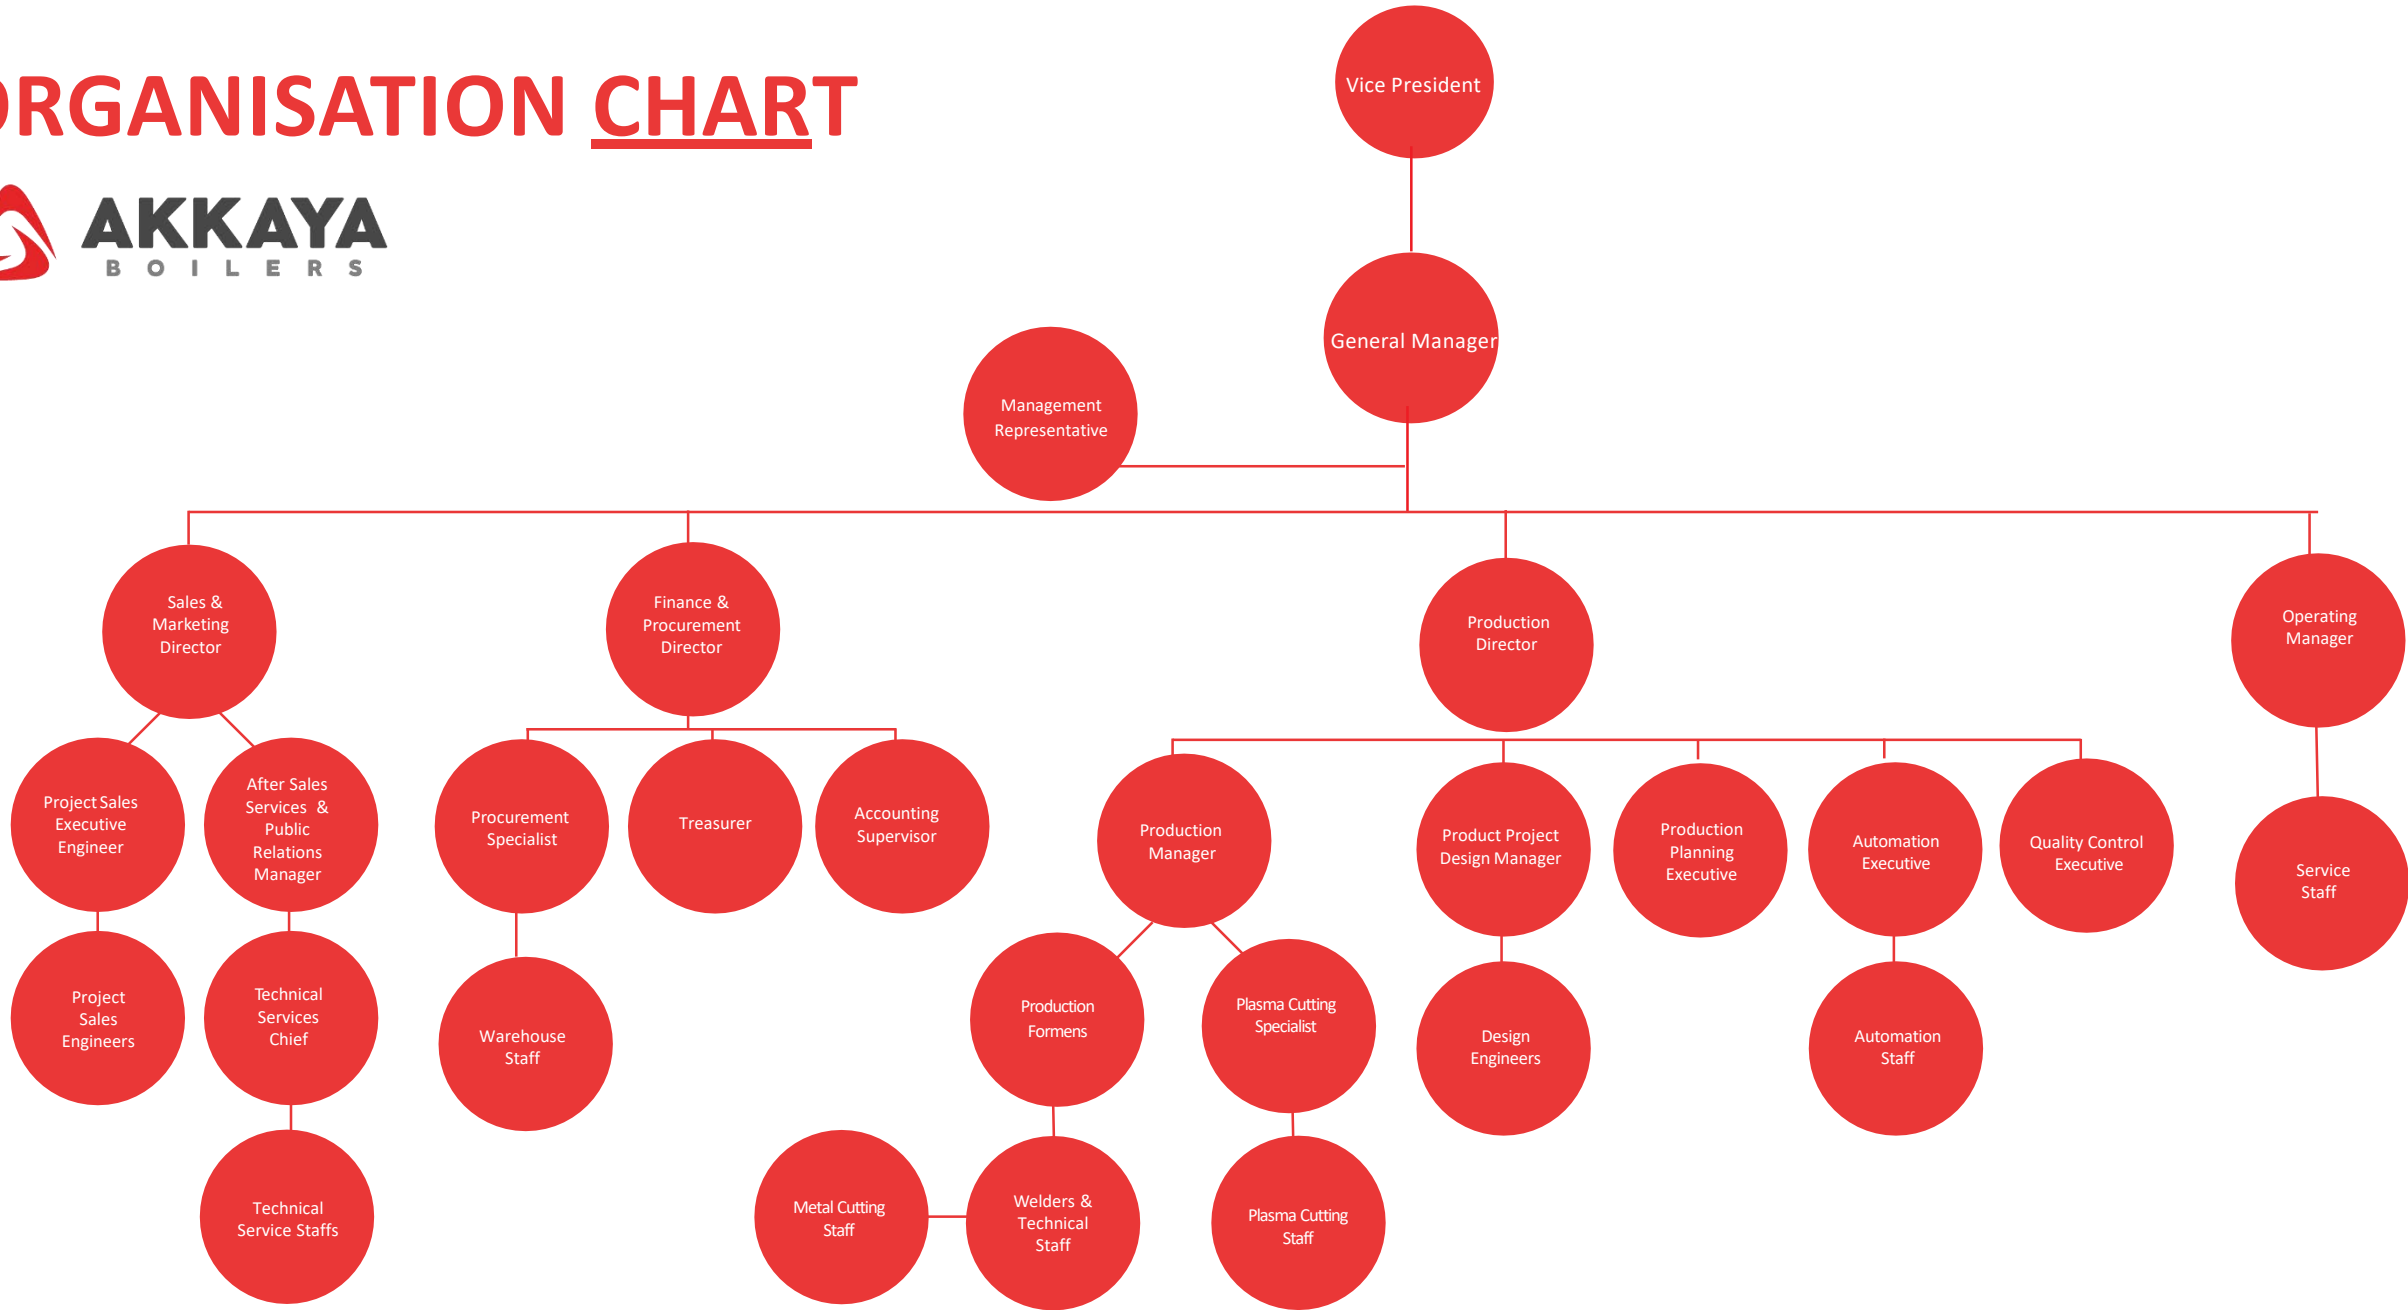 ORGANISATION CHART
AKKAYA
BOILERS
Vice President
General Manager
Management
Representative
Sales &
Marketing
Director
Finance &
Procurement
Director
Production
Director
Operating
Manager
Project Sales
Executive
Engineer
After Sales
Services &
Public
Relations
Manager
Procurement
Specialist
Treasurer
Accounting
Supervisor
Production
Manager
Product Project
Design Manager
Production
Planning
Executive
Automation
Executive
Quality Control
Executive
Service
Staff
Project
Sales
Engineers
Technical
Services
Chief
Warehouse
Staff
Production
Formens
Plasma Cutting
Specialist
Design
Engineers
Automation
Staff
Technical
Service Staffs
Metal Cutting
Staff
Welders &
Technical
Staff
Plasma Cutting
Staff